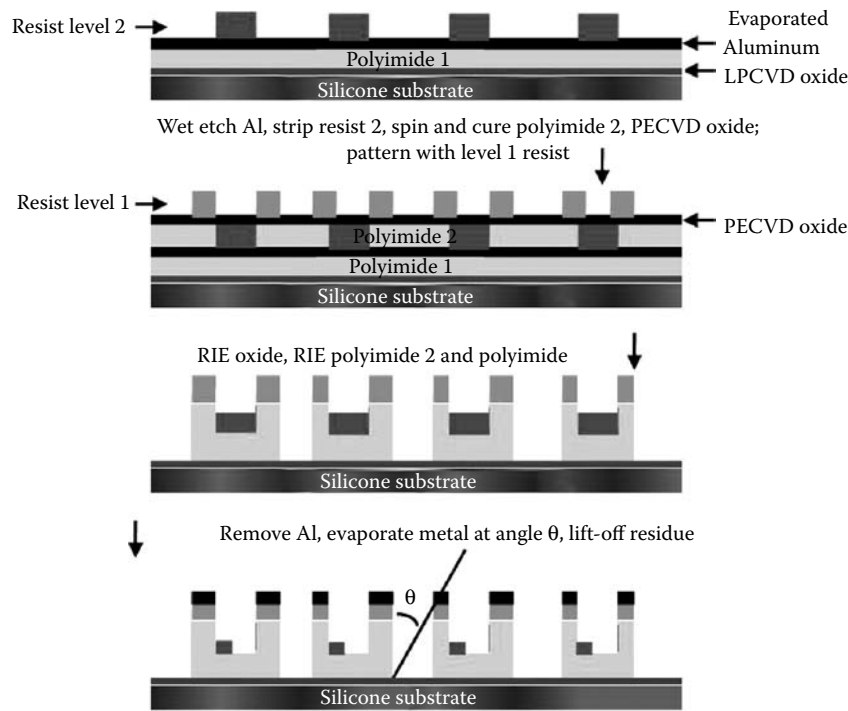 Resist level 2
Evaporated
Aluminum
Polyimide 1
LPCVD oxide
Silicone substrate
Wet etch Al, strip resist 2, spin and cure polyimide 2, PECVD oxide;
pattern with level 1 resist
Resist level 1
PECVD oxide
Polyimide 2
Polyimide 1
Silicone substrate
RIE oxide, RIE polyimide 2 and polyimide
Silicone substrate
Remove Al, evaporate metal at angle θ, lift-off residue
θ
Silicone substrate